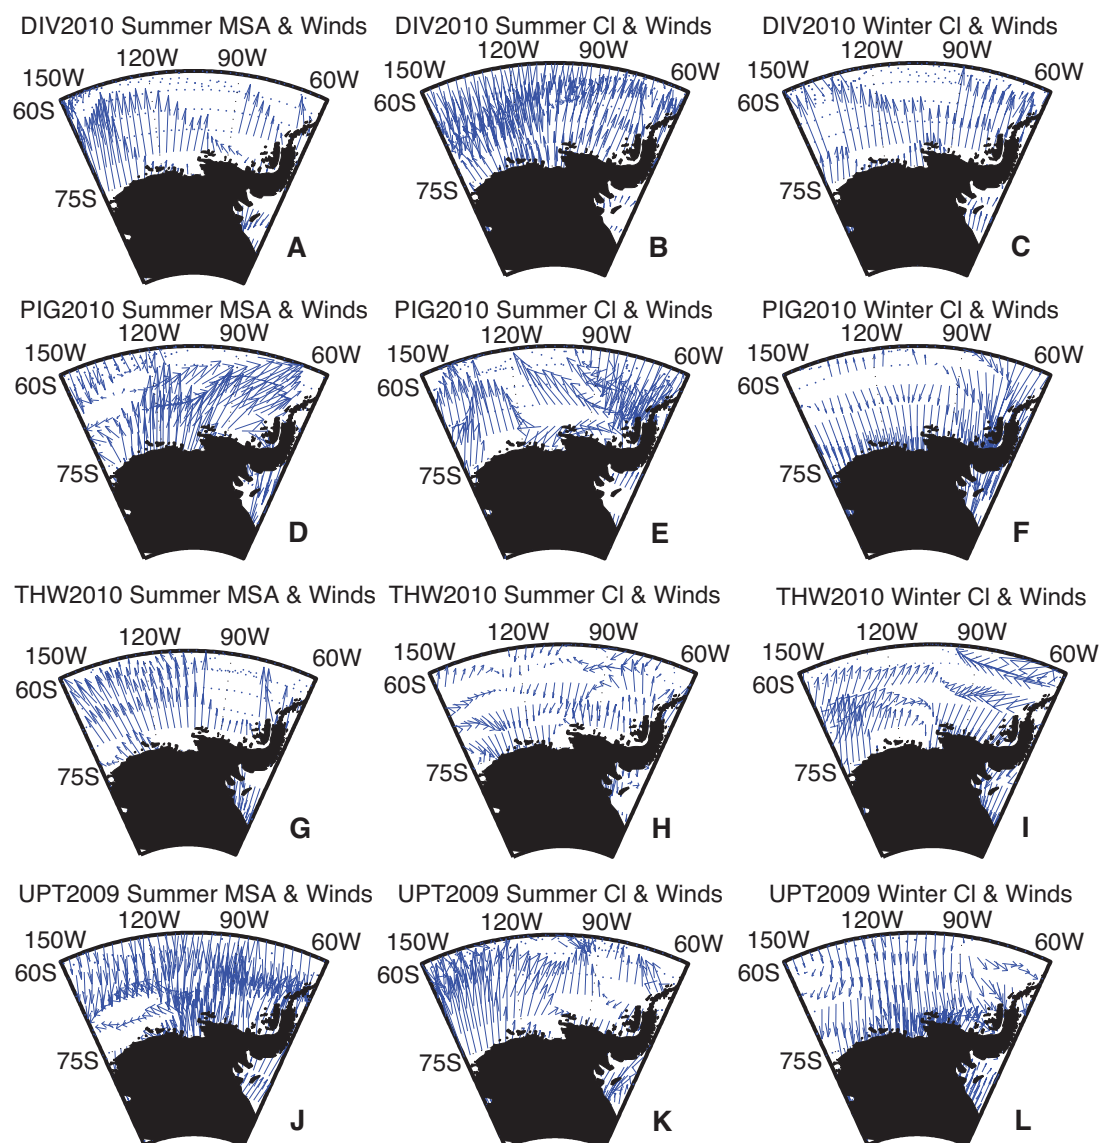 DIV2010 Summer MSA & Winds DIV2010 Summer Cl & Winds DIV2010 Winter Cl & Winds
120W 90W 120W 90W 120W 90W
150W 60W 150W 60W 150W 60W
60S 60S 60S
75S 75S 75S
A B C
PIG2010 Summer MSA & Winds PIG2010 Summer Cl & Winds PIG2010 Winter Cl & Winds
120W 90W 120W 90W 120W 90W
150W 60W 150W 60W 150W 60W
60S 60S 60S
75S 75S 75S
D E F
THW2010 Summer MSA & Winds THW2010 Summer Cl & Winds THW2010 Winter Cl & Winds
120W 90W 120W 90W 120W 90W
150W 60W 150W 60W 150W 60W
60S 60S 60S
75S 75S 75S
G H I
UPT2009 Summer MSA & Winds UPT2009 Summer Cl & Winds UPT2009 Winter Cl & Winds
120W 90W 120W 90W 120W 90W
150W 60W 150W 60W 150W 60W
60S 60S 60S
75S 75S 75S
J K L